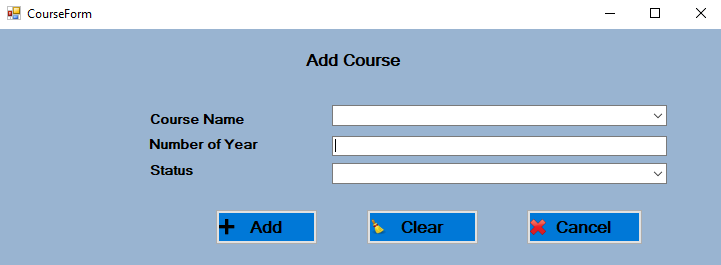 CourseForm
Add Course
Course Name
Number of Year
Status
Add Clear Cancel